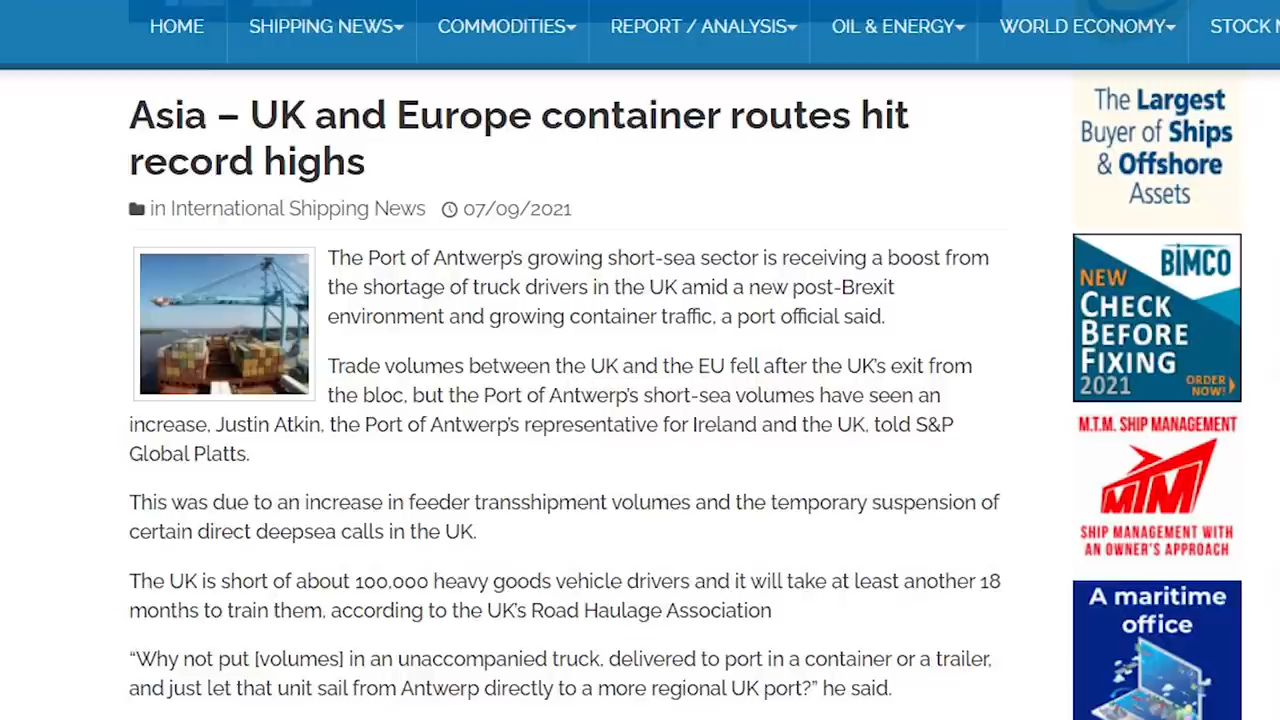 HOME SHIPPING NEWS COMMODITIES REPORT / ANALYSIS OIL & ENERGY WORLD ECONOMY STOCK
Asia – UK and Europe container routes hit
record highs
in International Shipping News 07/09/2021
The Port of Antwerp's growing short-sea sector is receiving a boost from
the shortage of truck drivers in the UK amid a new post-Brexit
environment and growing container traffic, a port official said.
Trade volumes between the UK and the EU fell after the UK's exit from
the bloc, but the Port of Antwerp's short-sea volumes have seen an
increase, Justin Atkin, the Port of Antwerp's representative for Ireland and the UK, told S&P
Global Platts.
This was due to an increase in feeder transshipment volumes and the temporary suspension of
certain direct deepsea calls in the UK.
The UK is short of about 100,000 heavy goods vehicle drivers and it will take at least another 18
months to train them, according to the UK's Road Haulage Association
“Why not put [volumes] in an unaccompanied truck, delivered to port in a container or a trailer,
and just let that unit sail from Antwerp directly to a more regional UK port?” he said.
The Largest
Buyer of Ships
& Offshore
Assets
BIMCO
NEW
CHECK
BEFORE
FIXING
2021
ORDER
NOW!
M.T.M. SHIP MANAGEMENT
MTM
SHIP MANAGEMENT WITH
AN OWNER'S APPROACH
A maritime
office